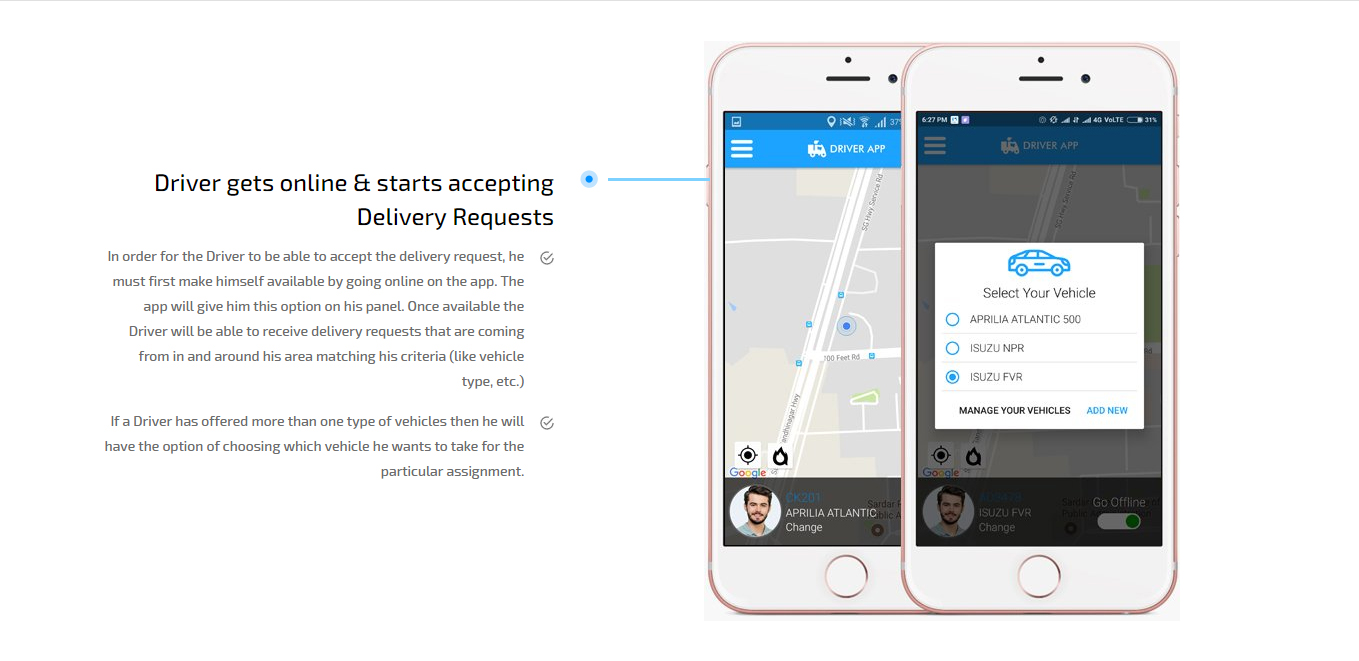 Driver gets online & starts accepting
Delivery Requests
In order for the Driver to be able to accept the delivery request, he
must first make himself available by going online on the app. The
app will give him this option on his panel. Once available the
Driver will be able to receive delivery requests that are coming
from in and around his area matching his criteria (like vehicle
type, etc.)
If a Driver has offered more than one type of vehicles then he will
have the option of choosing which vehicle he wants to take for the
particular assignment.
37%
DRIVER APP
SG Hwy Service Rd
100 Feet Rd
Google
CK201
APRILIA ATLANTIC
Change
6:27 PM
4G VoLTE
31%
DRIVER APP
SG Hwy Service Rd
Select Your Vehicle
APRILIA ATLANTIC 500
ISUZU NPR
ISUZU FVR
MANAGE YOUR VEHICLES
ADD NEW
Google
ISUZU FVR
Change
Go Offline